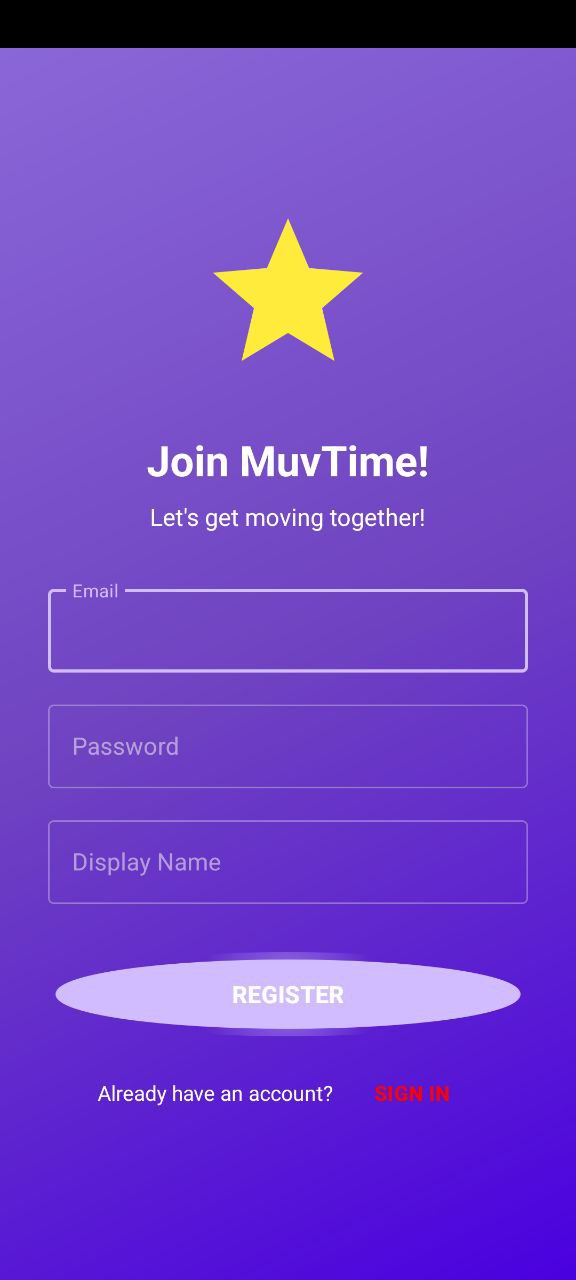 Join MuvTime!
Let's get moving together!
Email
Password
Display Name
REGISTER
Already have an account? SIGN IN